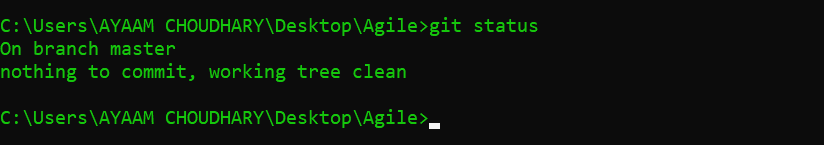 C:\Users\AYAAM CHOUDHARY\Desktop\Agile>git status
On branch master
nothing to commit, working tree clean
C:\Users\AYAAM CHOUDHARY\Desktop\Agile>